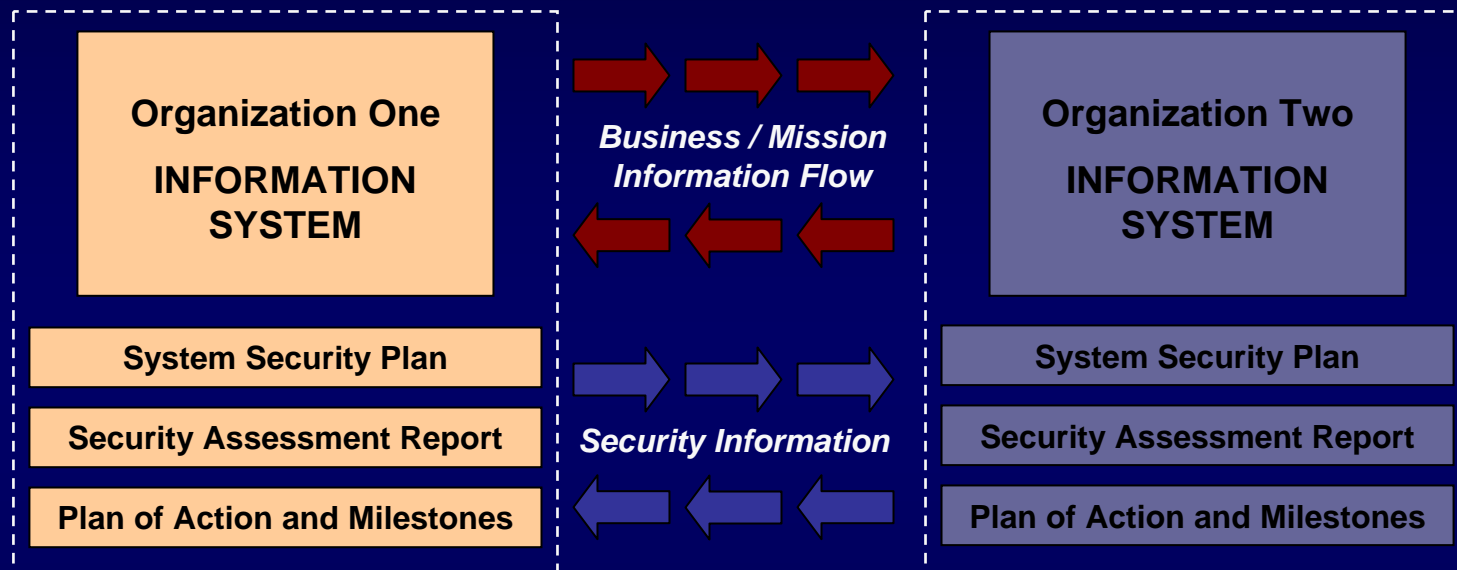 Organization One
INFORMATION
SYSTEM
System Security Plan
Security Assessment Report
Plan of Action and Milestones
Business / Mission
Information Flow
Security Information
Organization Two
INFORMATION
SYSTEM
System Security Plan
Security Assessment Report
Plan of Action and Milestones